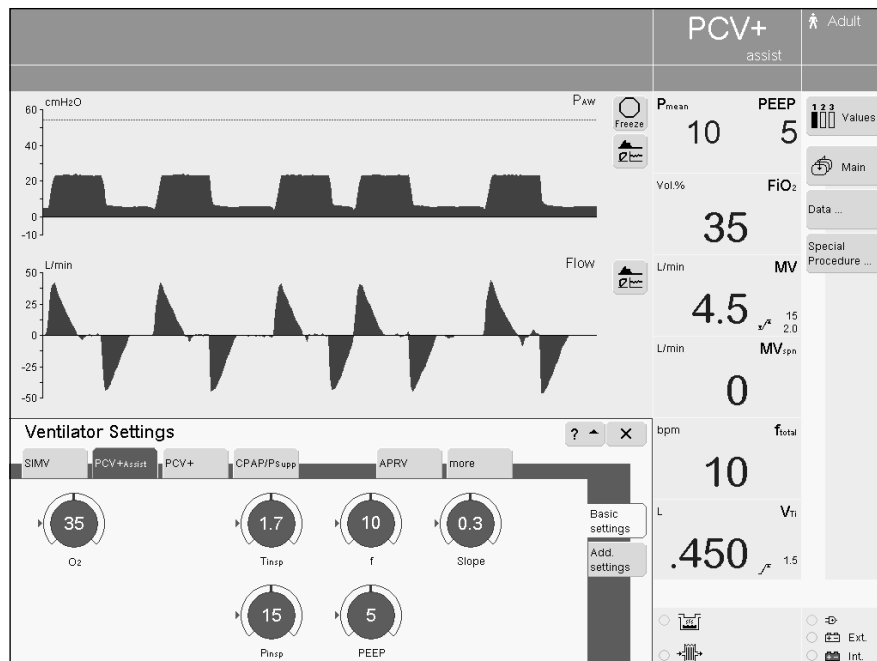 PCV+
assist
Adult
cmH2O
PAW
60
40
20
0
-10
Freeze
L/min
Flow
50
25
0
-25
-50
Pmean
PEEP
10
5
Vol.%
FiO2
35
L/min
MV
4.5
15
2.0
L/min
MVspn
0
bpm
ftotal
10
L
VTi
.450
1.5
1 2 3
Values
Main
Data ...
Special
Procedure ...
Ventilator Settings
?
SIMV
PCV+Assist
PCV+
CPAP/Psupp
APRV
more
35
O2
1.7
Tinsp
10
f
0.3
Slope
15
Pinsp
5
PEEP
Basic
settings
Add.
settings
Ext.
Int.